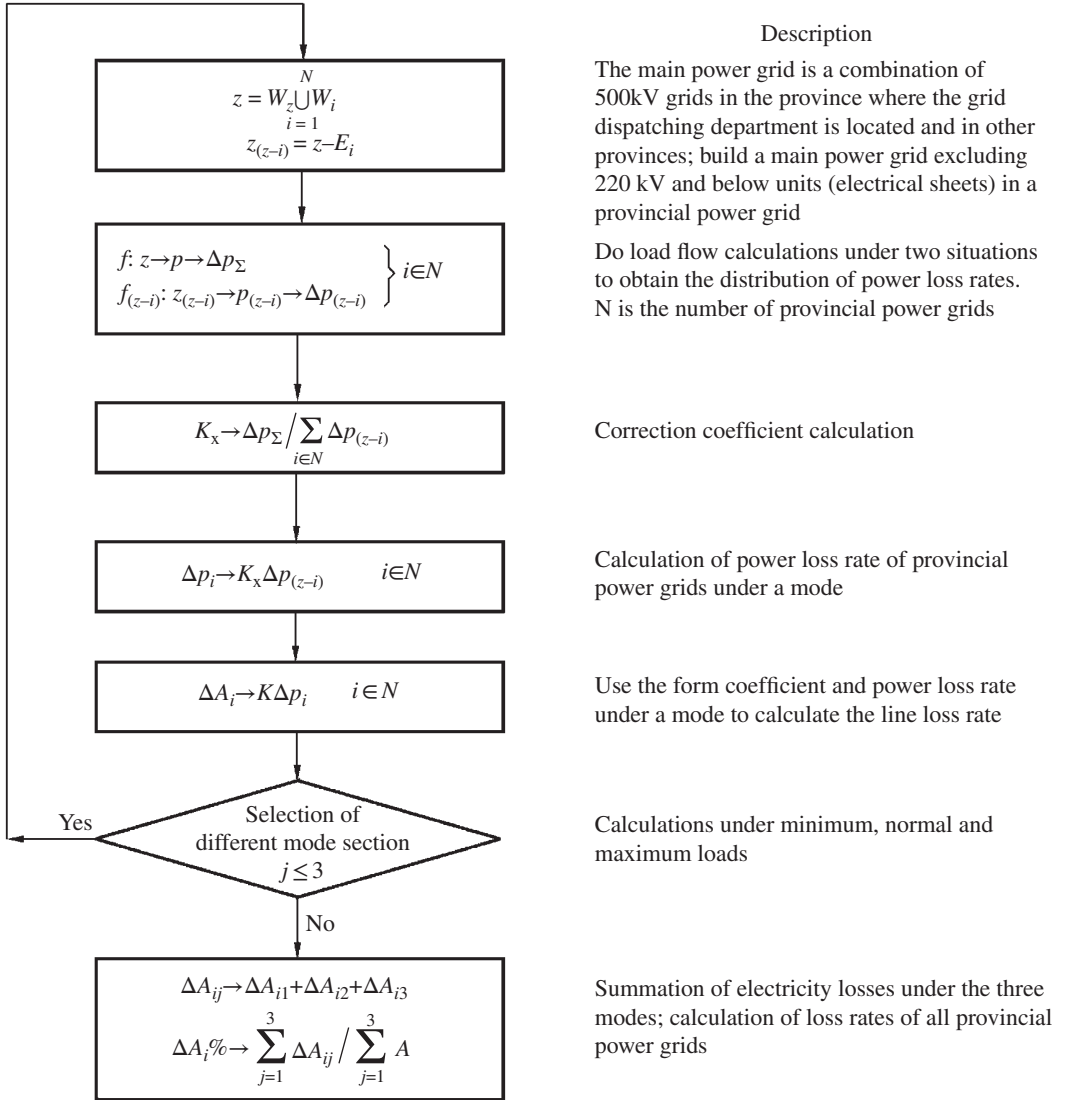 Description
N
z = W_z ⋃ W_i
i = 1
z_(z–i) = z–E_i
The main power grid is a combination of
500kV grids in the province where the grid
dispatching department is located and in other
provinces; build a main power grid excluding
220 kV and below units (electrical sheets) in a
provincial power grid
f: z→p→Δp_Σ
f_(z–i): z_(z–i)→p_(z–i)→Δp_(z–i)
} i∈N
Do load flow calculations under two situations
to obtain the distribution of power loss rates.
N is the number of provincial power grids
K_x→Δp_Σ / ∑ Δp_(z–i)
i∈N
Correction coefficient calculation
Δp_i→K_xΔp_(z–i) i∈N
Calculation of power loss rate of provincial
power grids under a mode
ΔA_i→KΔp_i i∈N
Use the form coefficient and power loss rate
under a mode to calculate the line loss rate
Yes
Selection of
different mode section
j ≤ 3
Calculations under minimum, normal and
maximum loads
No
ΔA_ij→ΔA_i1+ΔA_i2+ΔA_i3
3 3
ΔA_i%→ ∑ ΔA_ij / ∑ A
j=1 j=1
Summation of electricity losses under the three
modes; calculation of loss rates of all provincial
power grids